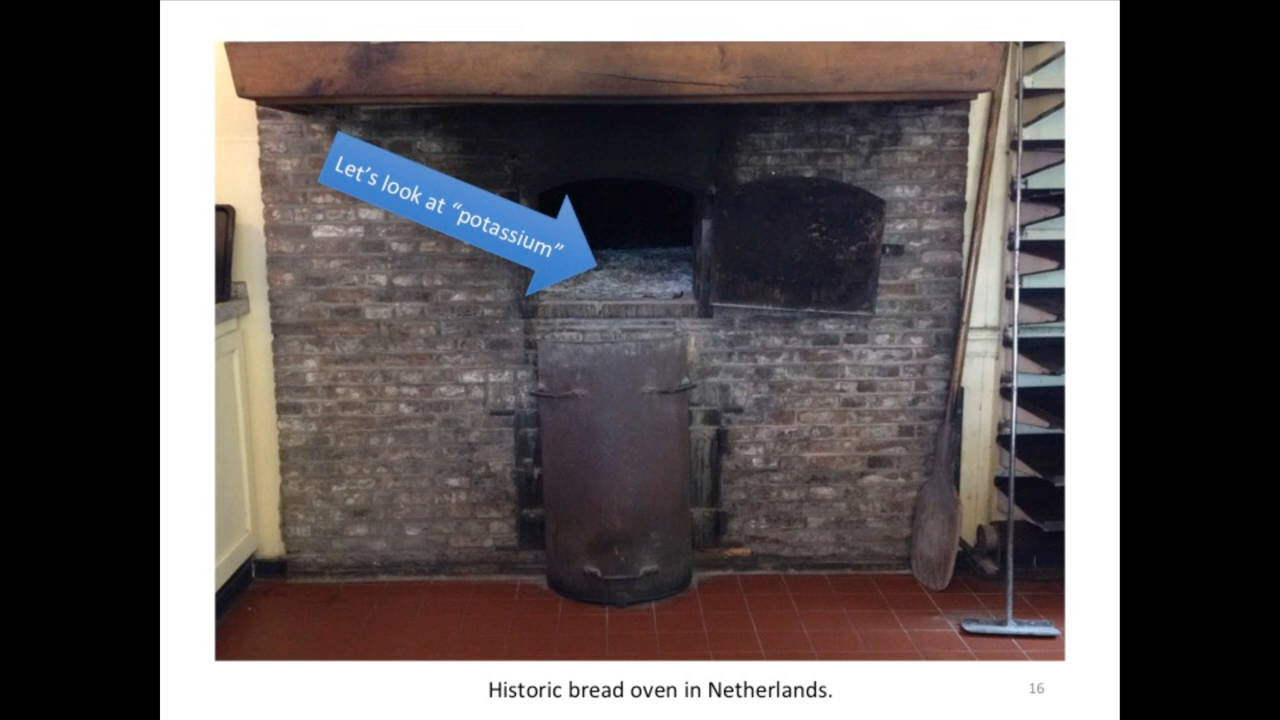 Let's look at “potassium”
Historic bread oven in Netherlands.
16